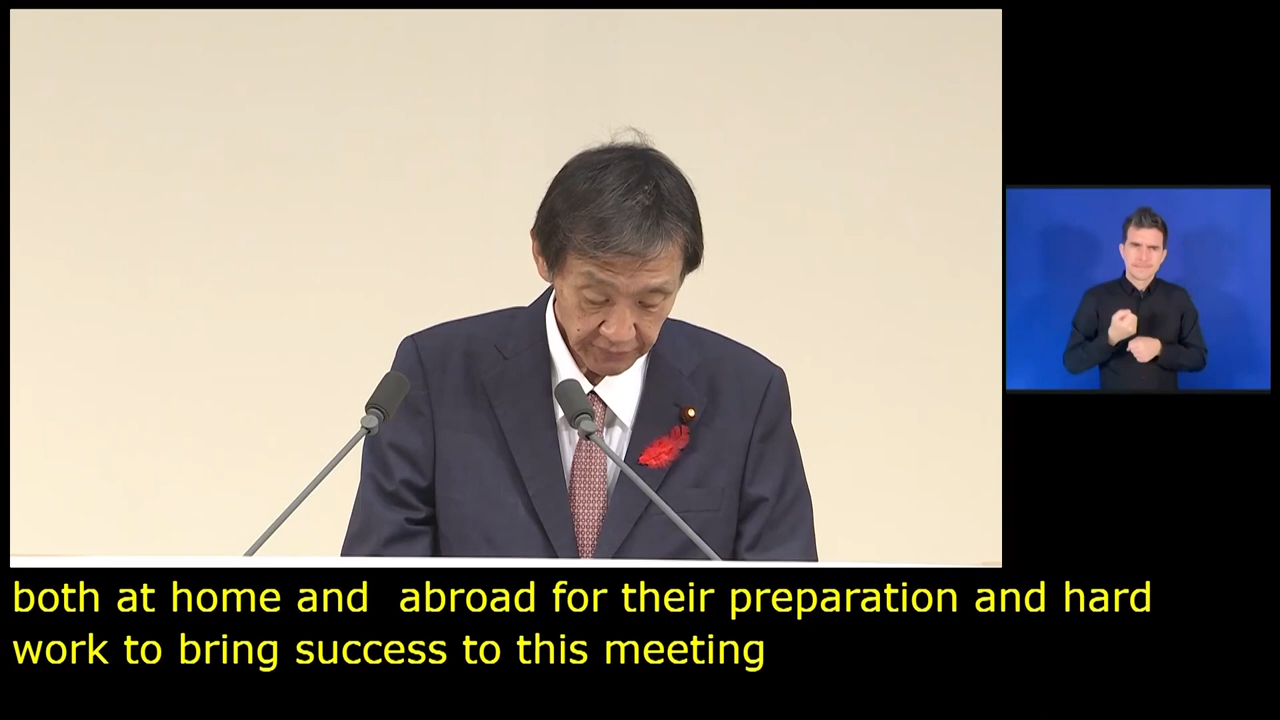 both at home and  abroad for their preparation and hard
work to bring success to this meeting